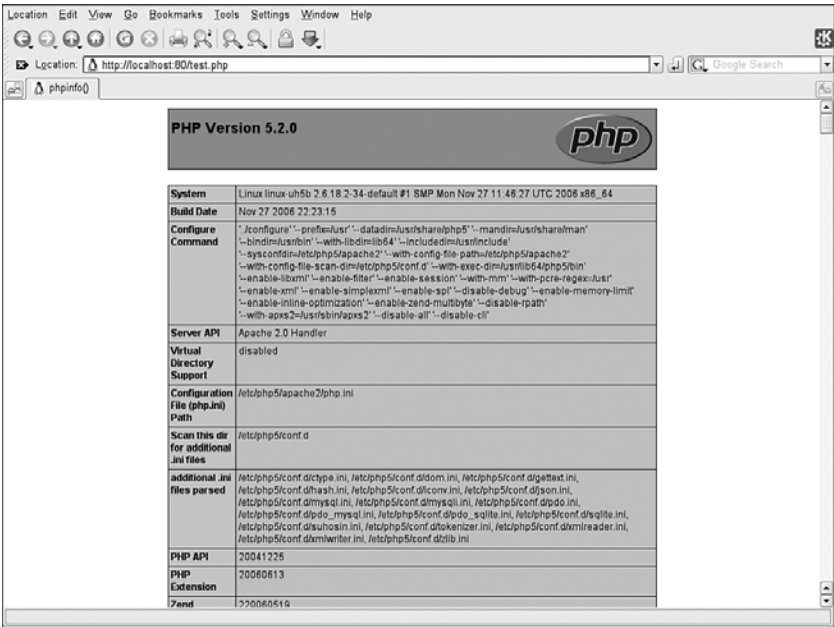 Location Edit View Go Bookmarks Tools Settings Window Help
Location: http://localhost:80/test.php
Google Search
phpinfo()
PHP Version 5.2.0
php
System Linux linux-uh5b 2.6.18.2-34-default #1 SMP Mon Nov 27 11:46:27 UTC 2006 x86_64
Build Date Nov 27 2006 22:23:15
Configure Command
'./configure' '--prefix=/usr' '--datadir=/usr/share/php5' '--mandir=/usr/share/man'
'--bindir=/usr/bin' '--with-libdir=lib64' '--includedir=/usr/include'
'--sysconfdir=/etc/php5/apache2' '--with-config-file-path=/etc/php5/apache2'
'--with-config-file-scan-dir=/etc/php5/conf.d' '--with-exec-dir=/usr/lib64/php5/bin'
'--enable-libxml' '--enable-filter' '--enable-session' '--with-mm' '--with-pcre-regex=/usr'
'--enable-xml' '--enable-simplexml' '--enable-spl' '--disable-debug' '--enable-memory-limit'
'--enable-inline-optimization' '--enable-zend-multibyte' '--disable-rpath'
'--with-apxs2=/usr/sbin/apxs2' '--disable-all' '--disable-cli'
Server API Apache 2.0 Handler
Virtual Directory Support disabled
Configuration File (php.ini) Path /etc/php5/apache2/php.ini
Scan this dir for additional .ini files /etc/php5/conf.d
additional .ini files parsed
/etc/php5/conf.d/ctype.ini, /etc/php5/conf.d/dom.ini, /etc/php5/conf.d/gettext.ini,
/etc/php5/conf.d/hash.ini, /etc/php5/conf.d/iconv.ini, /etc/php5/conf.d/json.ini,
/etc/php5/conf.d/mysql.ini, /etc/php5/conf.d/mysqli.ini, /etc/php5/conf.d/pdo.ini,
/etc/php5/conf.d/pdo_mysql.ini, /etc/php5/conf.d/pdo_sqlite.ini, /etc/php5/conf.d/sqlite.ini,
/etc/php5/conf.d/suhosin.ini, /etc/php5/conf.d/tokenizer.ini, /etc/php5/conf.d/xmlreader.ini,
/etc/php5/conf.d/xmlwriter.ini, /etc/php5/conf.d/zlib.ini
PHP API 20041225
PHP Extension 20060613
Zend 220060519